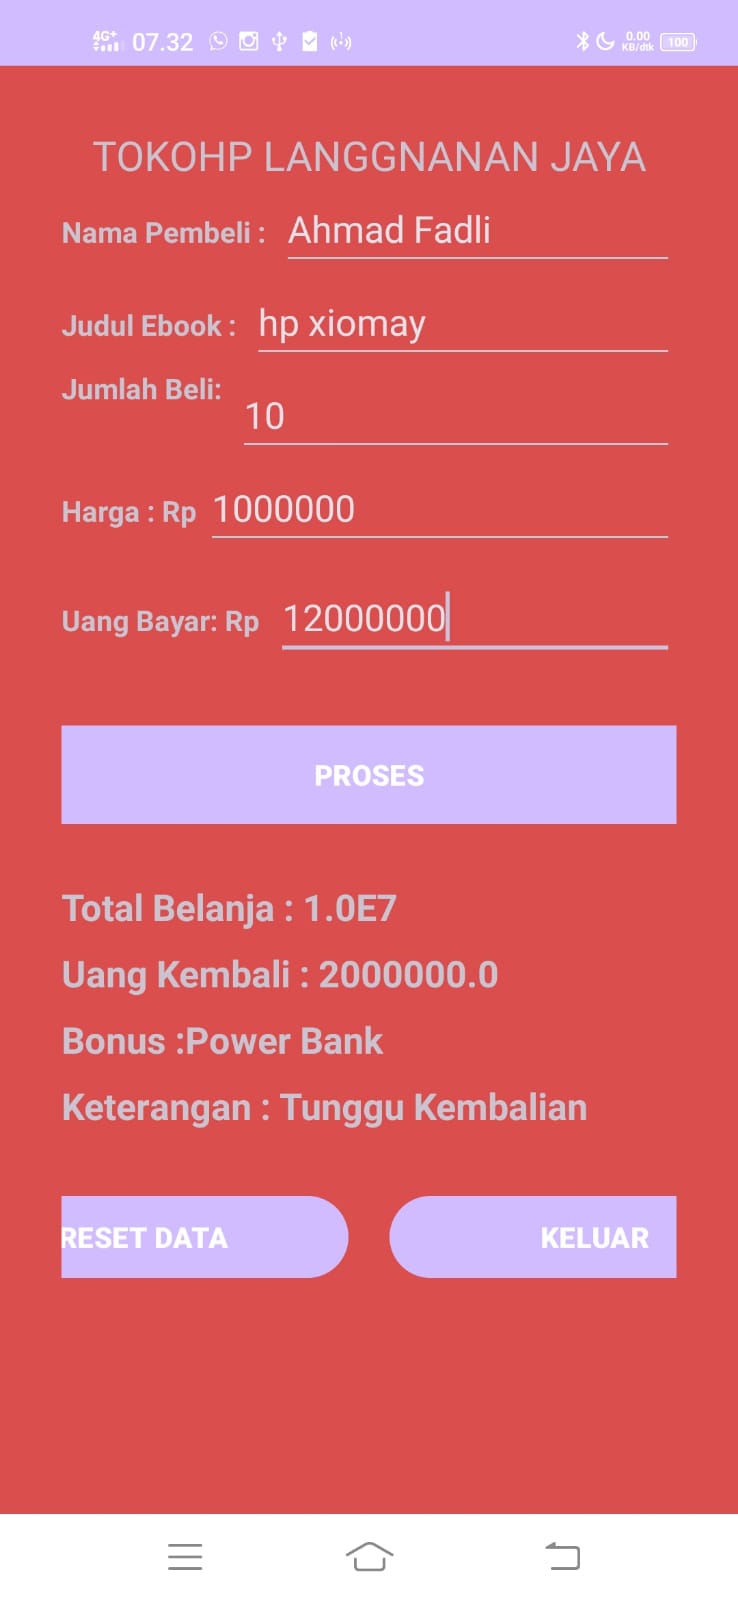 4G+ 07.32 0.00 KB/dtk 100
TOKOHP LANGGNANAN JAYA
Nama Pembeli : Ahmad Fadli
Judul Ebook : hp xiomay
Jumlah Beli: 10
Harga : Rp 1000000
Uang Bayar: Rp 12000000
PROSES
Total Belanja : 1.0E7
Uang Kembali : 2000000.0
Bonus :Power Bank
Keterangan : Tunggu Kembalian
RESET DATA KELUAR